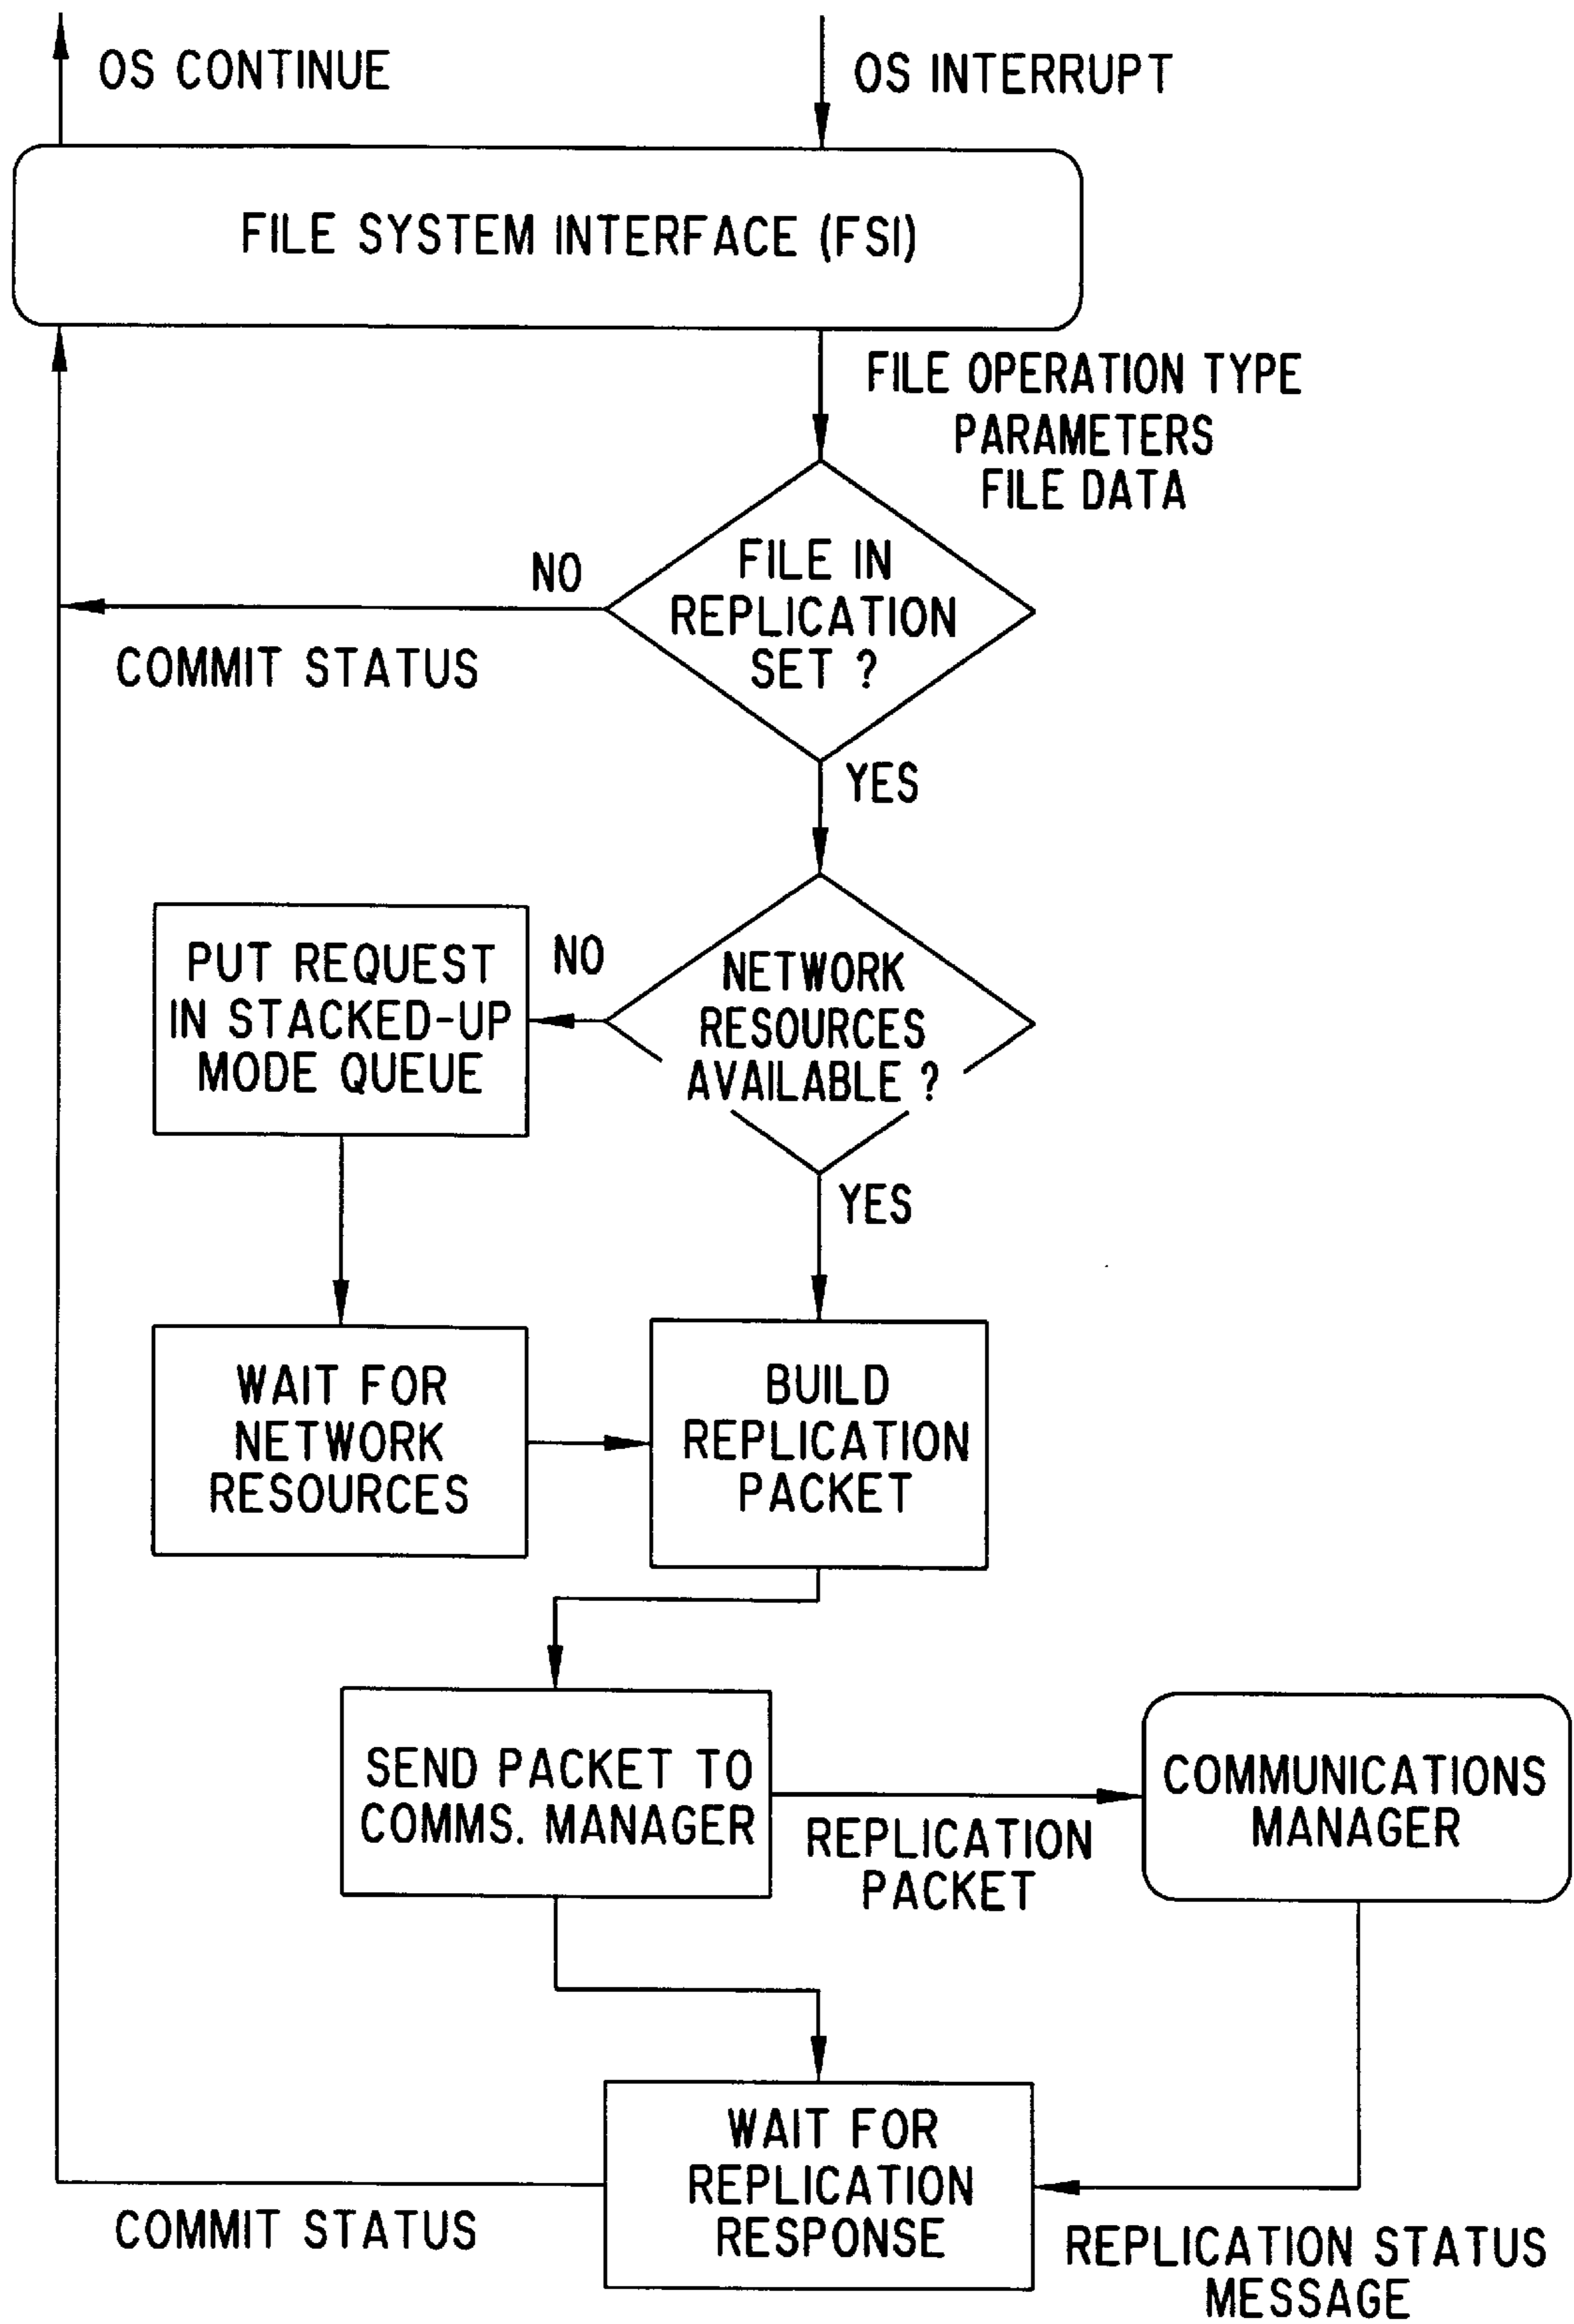 OS CONTINUE
OS INTERRUPT
FILE SYSTEM INTERFACE (FSI)
FILE OPERATION TYPE
PARAMETERS
FILE DATA
FILE IN
REPLICATION
SET ?
NO
COMMIT STATUS
YES
NETWORK
RESOURCES
AVAILABLE ?
NO
PUT REQUEST
IN STACKED-UP
MODE QUEUE
YES
WAIT FOR
NETWORK
RESOURCES
BUILD
REPLICATION
PACKET
SEND PACKET TO
COMMS. MANAGER
REPLICATION
PACKET
COMMUNICATIONS
MANAGER
WAIT FOR
REPLICATION
RESPONSE
COMMIT STATUS
REPLICATION STATUS
MESSAGE